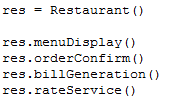 res = Restaurant()

res.menuDisplay()
res.orderConfirm()
res.billGeneration()
res.rateService()